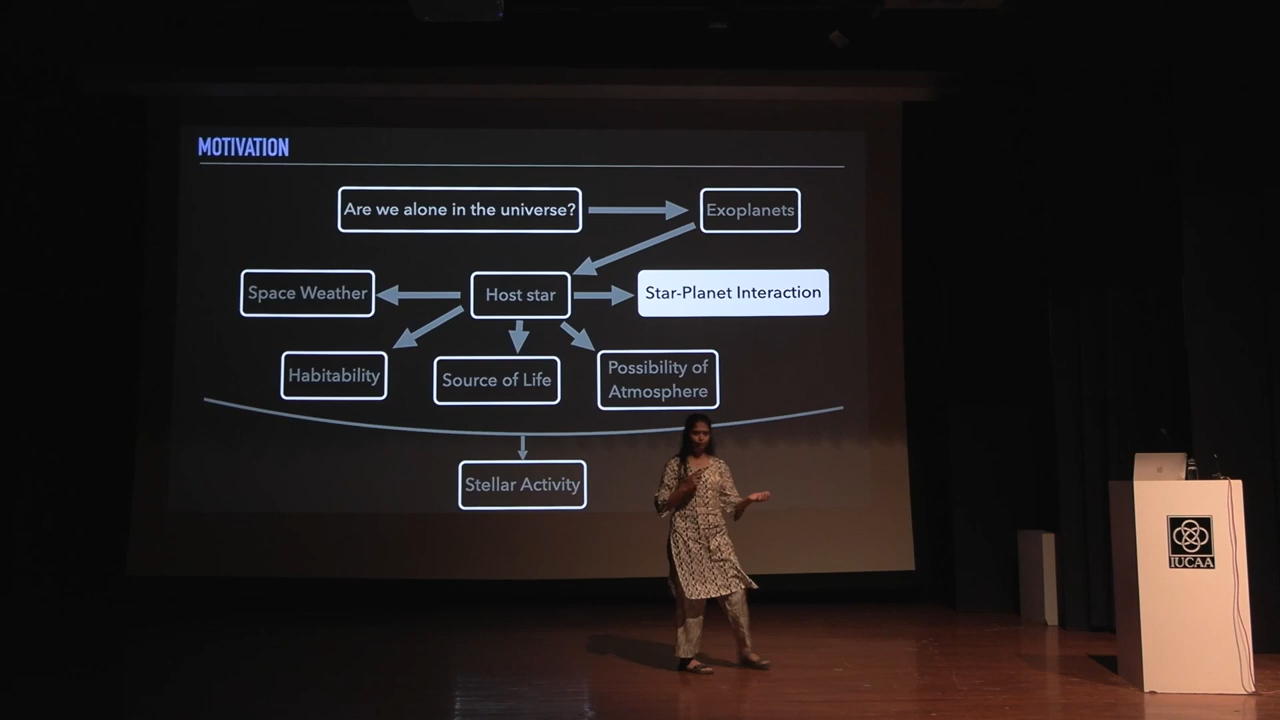 MOTIVATION
Are we alone in the universe?
Exoplanets
Space Weather
Host star
Star-Planet Interaction
Habitability
Source of Life
Possibility of
Atmosphere
Stellar Activity
IUCAA